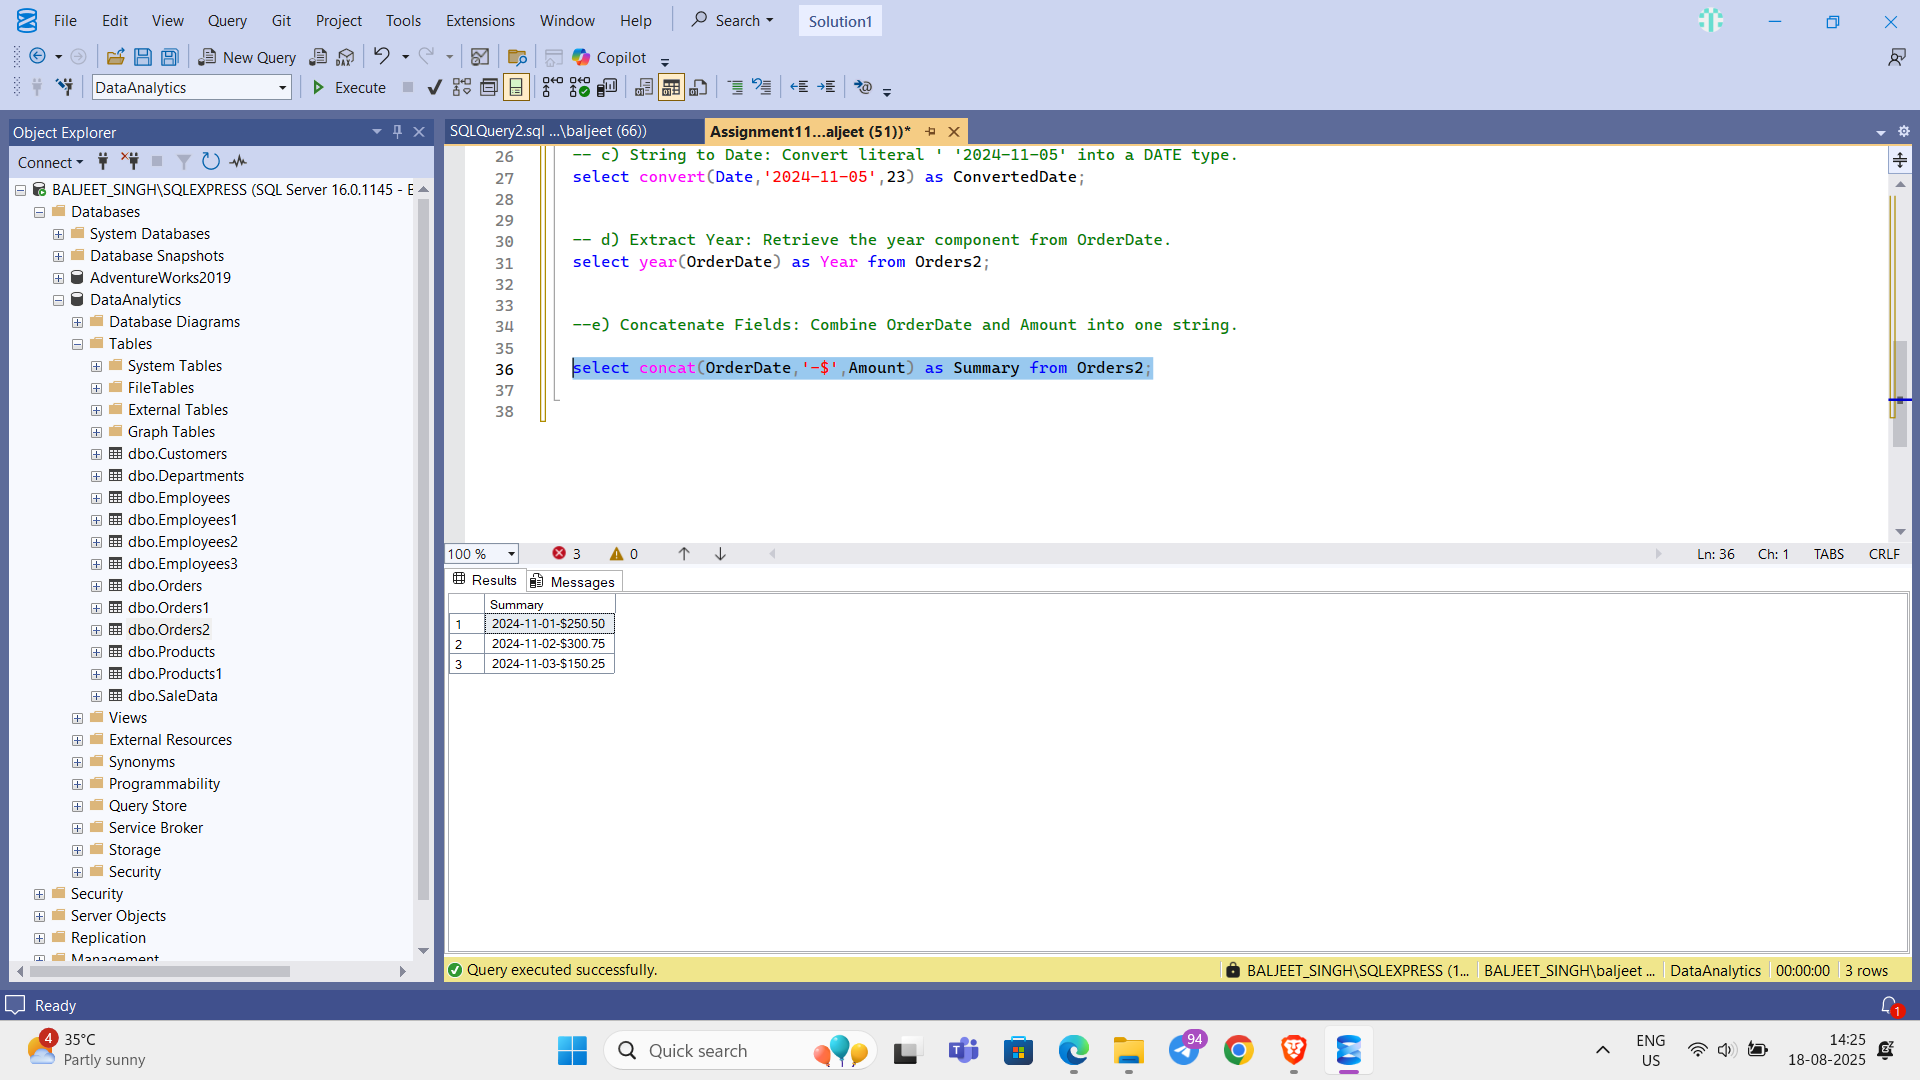 File Edit View Query Git Project Tools Extensions Window Help Search Solution1
New Query DAX Copilot
DataAnalytics Execute
Object Explorer
Connect
BALJEET_SINGH\SQLEXPRESS (SQL Server 16.0.1145 - E
Databases
System Databases
Database Snapshots
AdventureWorks2019
DataAnalytics
Database Diagrams
Tables
System Tables
FileTables
External Tables
Graph Tables
dbo.Customers
dbo.Departments
dbo.Employees
dbo.Employees1
dbo.Employees2
dbo.Employees3
dbo.Orders
dbo.Orders1
dbo.Orders2
dbo.Products
dbo.Products1
dbo.SaleData
Views
External Resources
Synonyms
Programmability
Query Store
Service Broker
Storage
Security
Security
Server Objects
Replication
Management
SQLQuery2.sql ...\baljeet (66)) Assignment11...aljeet (51))*
26 -- c) String to Date: Convert literal ' '2024-11-05' into a DATE type.
27 select convert(Date,'2024-11-05',23) as ConvertedDate;
28
29
30 -- d) Extract Year: Retrieve the year component from OrderDate.
31 select year(OrderDate) as Year from Orders2;
32
33
34 --e) Concatenate Fields: Combine OrderDate and Amount into one string.
35
36 select concat(OrderDate,'-$',Amount) as Summary from Orders2;
37
38
100 % 3 0 Ln: 36 Ch: 1 TABS CRLF
Results Messages
Summary
1 2024-11-01-$250.50
2 2024-11-02-$300.75
3 2024-11-03-$150.25
Query executed successfully. BALJEET_SINGH\SQLEXPRESS (1... BALJEET_SINGH\baljeet ... DataAnalytics 00:00:00 3 rows
Ready 1
4 35°C
Partly sunny
Quick search
94
ENG
US
14:25
18-08-2025